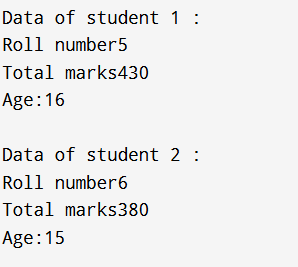 Data of student 1 :
Roll number5
Total marks430
Age:16
Data of student 2 :
Roll number6
Total marks380
Age:15